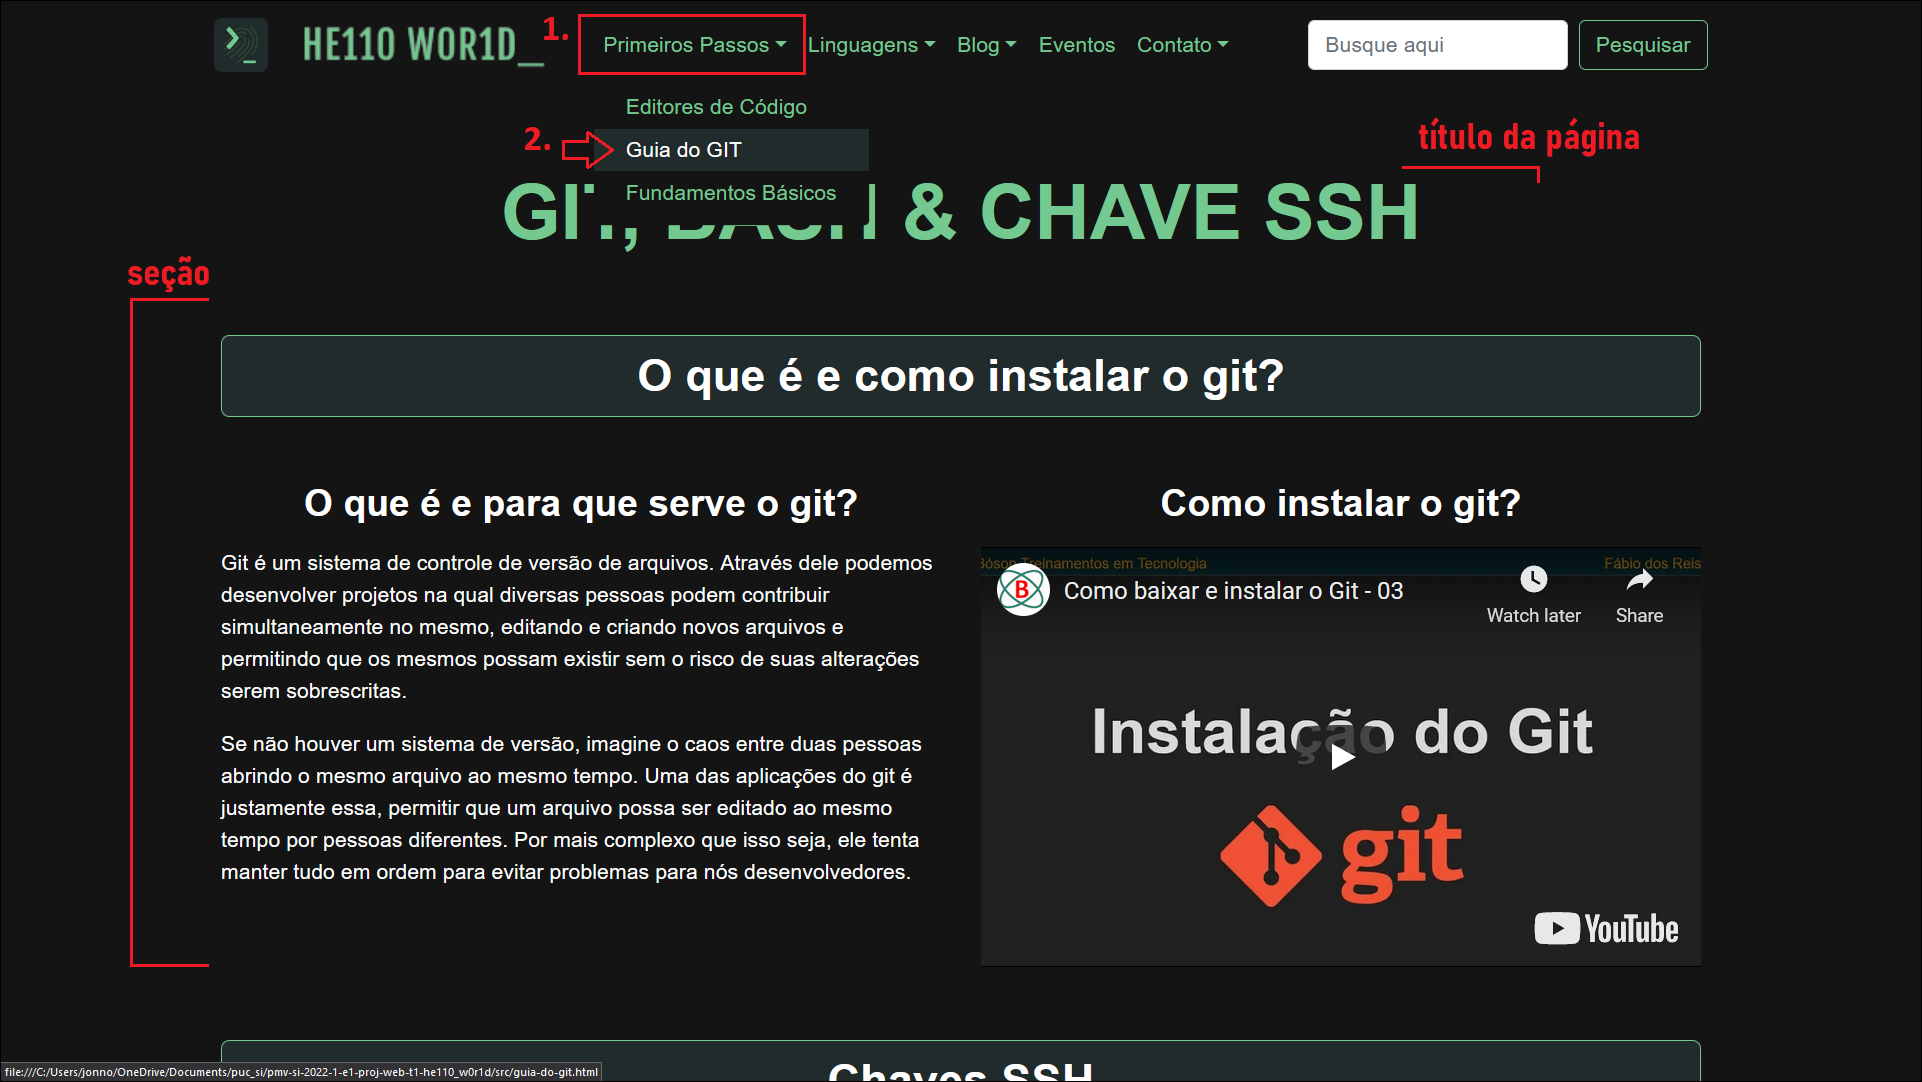 HE110 W0R1D_
1.
Primeiros Passos
Linguagens
Blog
Eventos
Contato
Busque aqui
Pesquisar
Editores de Código
2.
Guia do GIT
Fundamentos Básicos
título da página
GIT, BASH & CHAVE SSH
seção
O que é e como instalar o git?
O que é e para que serve o git?
Git é um sistema de controle de versão de arquivos. Através dele podemos
desenvolver projetos na qual diversas pessoas podem contribuir
simultaneamente no mesmo, editando e criando novos arquivos e
permitindo que os mesmos possam existir sem o risco de suas alterações
serem sobrescritas.
Se não houver um sistema de versão, imagine o caos entre duas pessoas
abrindo o mesmo arquivo ao mesmo tempo. Uma das aplicações do git é
justamente essa, permitir que um arquivo possa ser editado ao mesmo
tempo por pessoas diferentes. Por mais complexo que isso seja, ele tenta
manter tudo em ordem para evitar problemas para nós desenvolvedores.
Como instalar o git?
Bóson Treinamentos em Tecnologia
Fábio dos Reis
B
Como baixar e instalar o Git - 03
Watch later
Share
Instalação do Git
git
YouTube
Chaves SSH
file:///C:/Users/jonno/OneDrive/Documents/puc_si/pmv-si-2022-1-e1-proj-web-t1-he110_w0r1d/src/guia-do-git.html